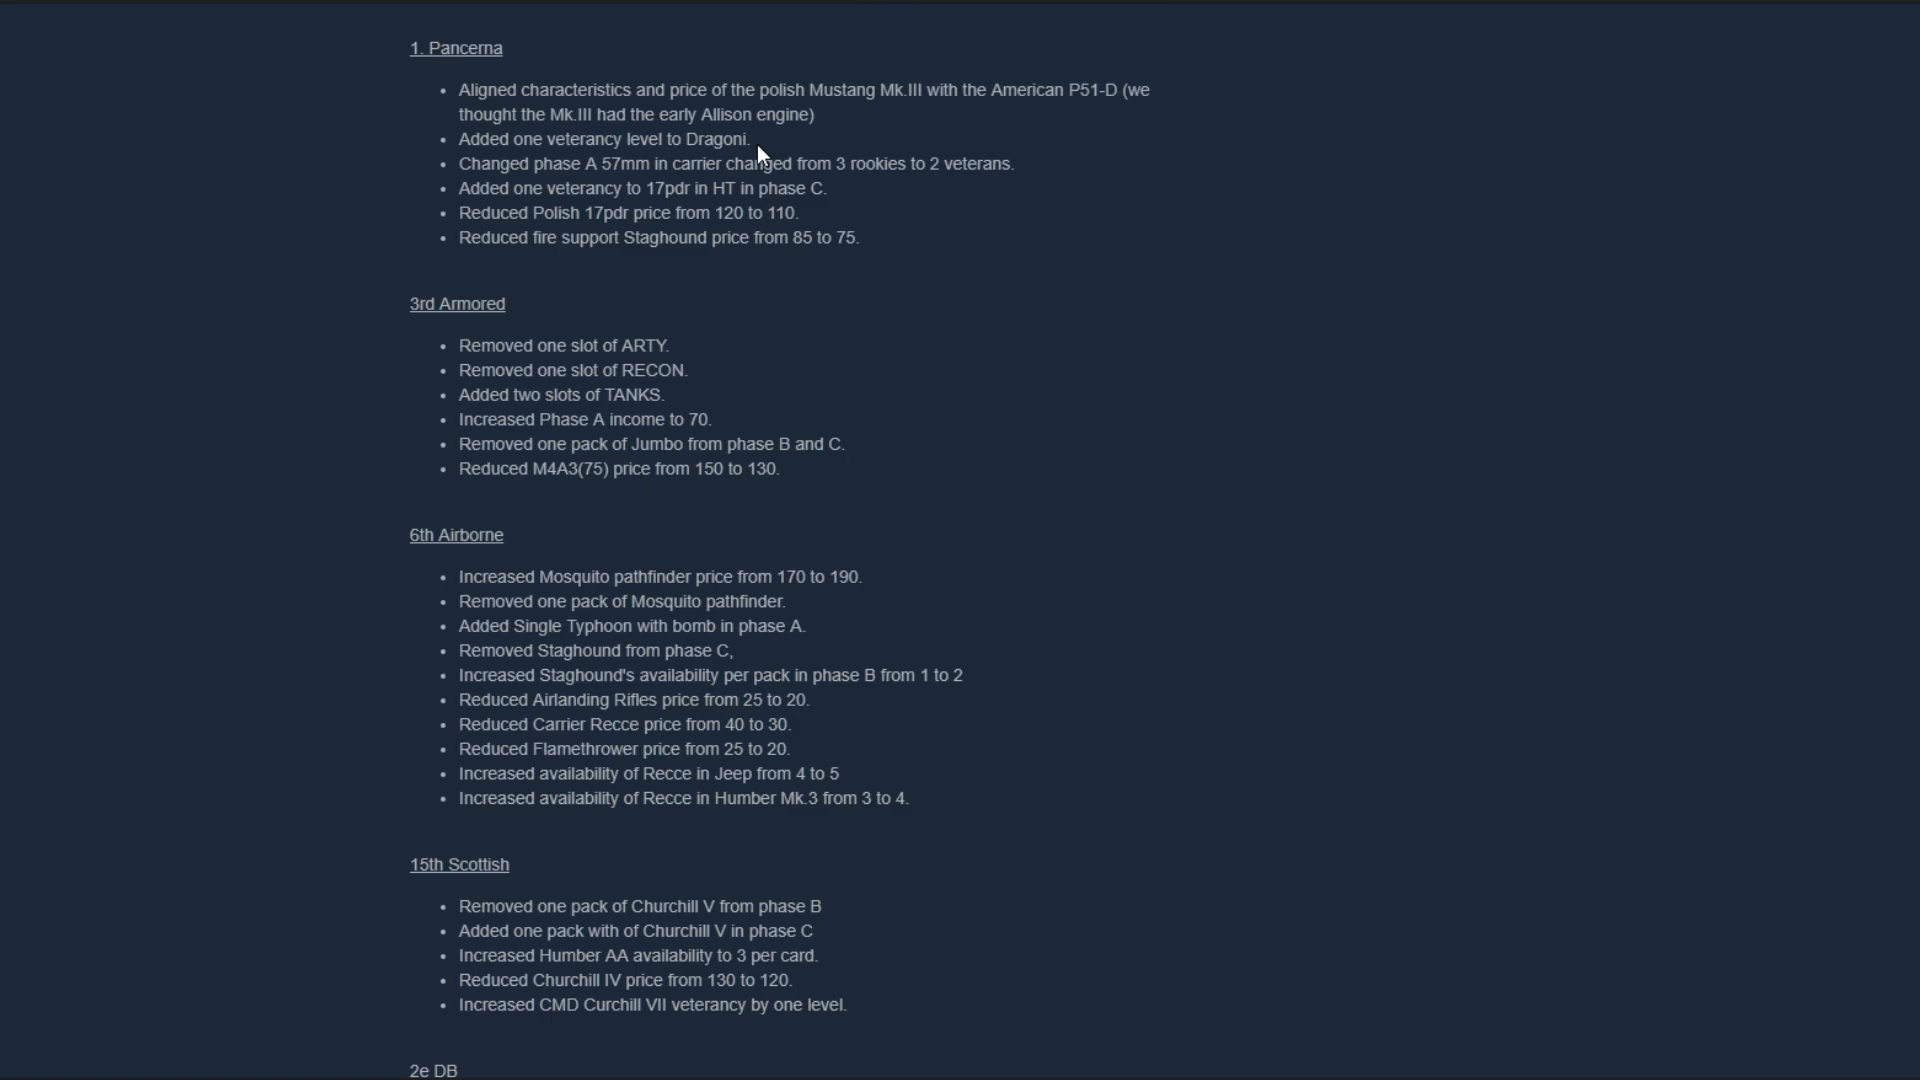 1. Pancerna
• Aligned characteristics and price of the polish Mustang Mk.III with the American P51-D (we
thought the Mk.III had the early Allison engine)
• Added one veterancy level to Dragoni.
• Changed phase A 57mm in carrier changed from 3 rookies to 2 veterans.
• Added one veterancy to 17pdr in HT in phase C.
• Reduced Polish 17pdr price from 120 to 110.
• Reduced fire support Staghound price from 85 to 75.
3rd Armored
• Removed one slot of ARTY.
• Removed one slot of RECON.
• Added two slots of TANKS.
• Increased Phase A income to 70.
• Removed one pack of Jumbo from phase B and C.
• Reduced M4A3(75) price from 150 to 130.
6th Airborne
• Increased Mosquito pathfinder price from 170 to 190.
• Removed one pack of Mosquito pathfinder.
• Added Single Typhoon with bomb in phase A.
• Removed Staghound from phase C,
• Increased Staghound's availability per pack in phase B from 1 to 2
• Reduced Airlanding Rifles price from 25 to 20.
• Reduced Carrier Recce price from 40 to 30.
• Reduced Flamethrower price from 25 to 20.
• Increased availability of Recce in Jeep from 4 to 5
• Increased availability of Recce in Humber Mk.3 from 3 to 4.
15th Scottish
• Removed one pack of Churchill V from phase B
• Added one pack with of Churchill V in phase C
• Increased Humber AA availability to 3 per card.
• Reduced Churchill IV price from 130 to 120.
• Increased CMD Curchill VII veterancy by one level.
2e DB